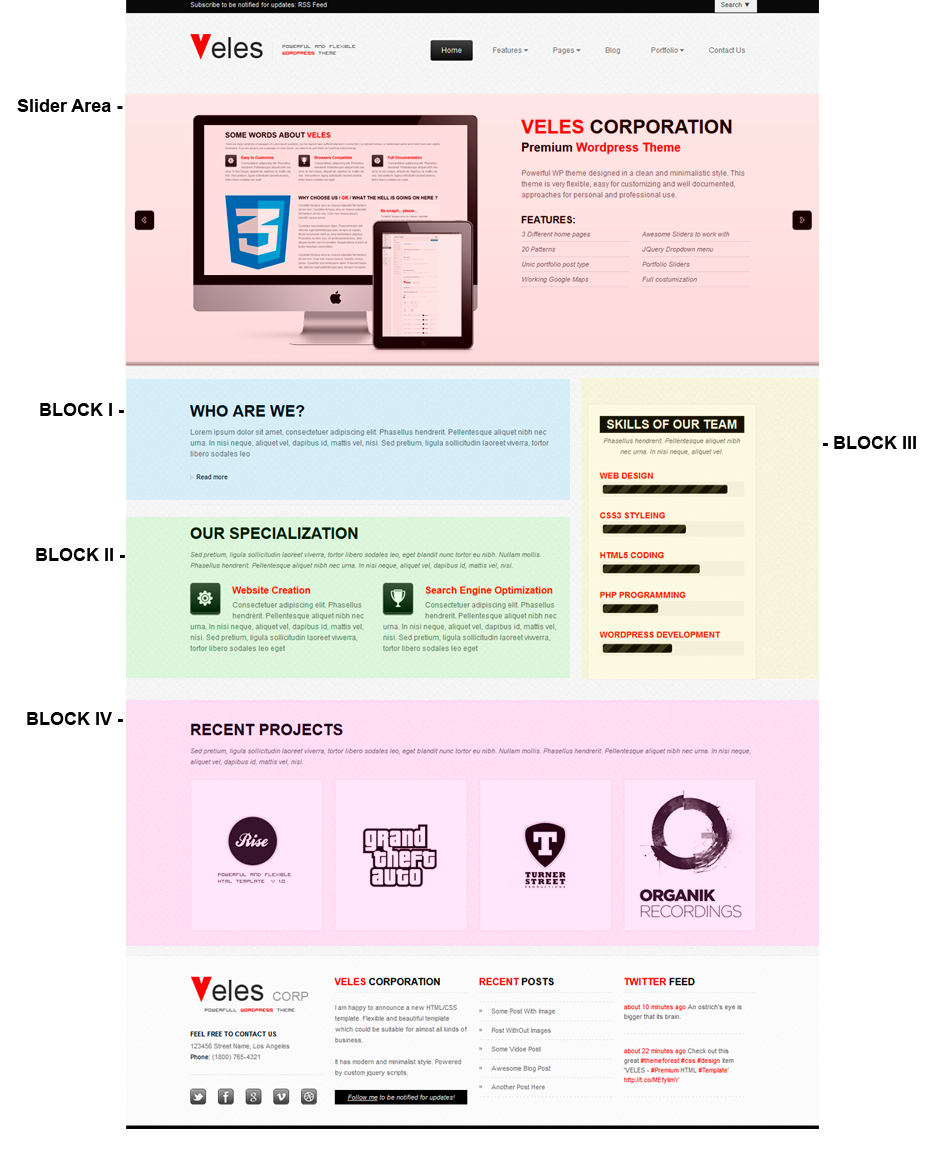 Subscribe to be notified for updates: RSS Feed
Search ▼
Veles
POWERFUL AND FLEXIBLE
WORDPRESS THEME
Home
Features
Pages
Blog
Portfolio
Contact Us
Slider Area -
SOME WORDS ABOUT VELES
Easy to Customize
Browsers Compatible
Full Documentation
WHY CHOOSE US / OR / WHAT THE HELL IS GOING ON HERE ?
VELES CORPORATION
Premium Wordpress Theme
Powerful WP theme designed in a clean and minimalistic style. This
theme is very flexible, easy for customizing and well documented,
approaches for personal and professional use.
FEATURES:
3 Different home pages
Awesome Sliders to work with
20 Patterns
JQuery Dropdown menu
Unic portfolio post type
Portfolio Sliders
Working Google Maps
Full costumization
BLOCK I -
WHO ARE WE?
Lorem ipsum dolor sit amet, consectetuer adipiscing elit. Phasellus hendrerit. Pellentesque aliquet nibh nec
urna. In nisi neque, aliquet vel, dapibus id, mattis vel, nisi. Sed pretium, ligula sollicitudin laoreet viverra, tortor
libero sodales leo
Read more
BLOCK II -
OUR SPECIALIZATION
Sed pretium, ligula sollicitudin laoreet viverra, tortor libero sodales leo, eget blandit nunc tortor eu nibh. Nullam mollis.
Phasellus hendrerit. Pellentesque aliquet nibh nec urna. In nisi neque, aliquet vel, dapibus id, mattis vel, nisi.
Website Creation
Consectetuer adipiscing elit. Phasellus
hendrerit. Pellentesque aliquet nibh nec
urna. In nisi neque, aliquet vel, dapibus id, mattis vel,
nisi. Sed pretium, ligula sollicitudin laoreet viverra,
tortor libero sodales leo eget
Search Engine Optimization
Consectetuer adipiscing elit. Phasellus
hendrerit. Pellentesque aliquet nibh nec
urna. In nisi neque, aliquet vel, dapibus id, mattis vel,
nisi. Sed pretium, ligula sollicitudin laoreet viverra,
tortor libero sodales leo eget
- BLOCK III
SKILLS OF OUR TEAM
Phasellus hendrerit. Pellentesque aliquet nibh
nec urna. In nisi neque, aliquet vel.
WEB DESIGN
CSS3 STYLEING
HTML5 CODING
PHP PROGRAMMING
WORDPRESS DEVELOPMENT
BLOCK IV -
RECENT PROJECTS
Sed pretium, ligula sollicitudin laoreet viverra, tortor libero sodales leo, eget blandit nunc tortor eu nibh. Nullam mollis. Phasellus hendrerit. Pellentesque aliquet nibh nec urna. In nisi neque,
aliquet vel, dapibus id, mattis vel, nisi.
Rise
POWERFUL AND FLEXIBLE
HTML TEMPLATE V 1.0
grand
theft
auto
T
TURNER
STREET
PRODUCTIONS
ORGANIK
RECORDINGS
Veles CORP
POWERFULL WORDPRESS THEME
FEEL FREE TO CONTACT US
123456 Street Name, Los Angeles
Phone: (1800) 765-4321
VELES CORPORATION
I am happy to announce a new HTML/CSS
template. Flexible and beautiful template
which could be suitable for almost all kinds of
business.
It has modern and minimalist style. Powered
by custom jquery scripts.
Follow me to be notified for updates!
RECENT POSTS
» Some Post With Image
» Post WithOut Images
» Some Vidoe Post
» Awesome Blog Post
» Another Post Here
TWITTER FEED
about 10 minutes ago An ostrich's eye is
bigger that its brain.
about 22 minutes ago Check out this
great #themeforest #css #design item
'VELES - #Premium HTML #Template'